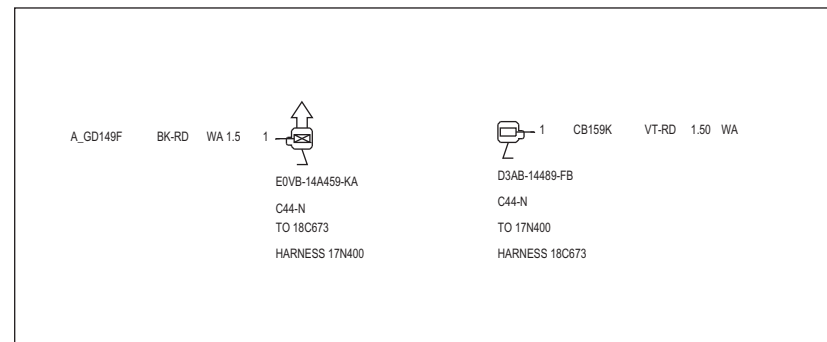 A_GD149F BK-RD WA 1.5 1
E0VB-14A459-KA
C44-N
TO 18C673
HARNESS 17N400
1 CB159K VT-RD 1.50 WA
D3AB-14489-FB
C44-N
TO 17N400
HARNESS 18C673